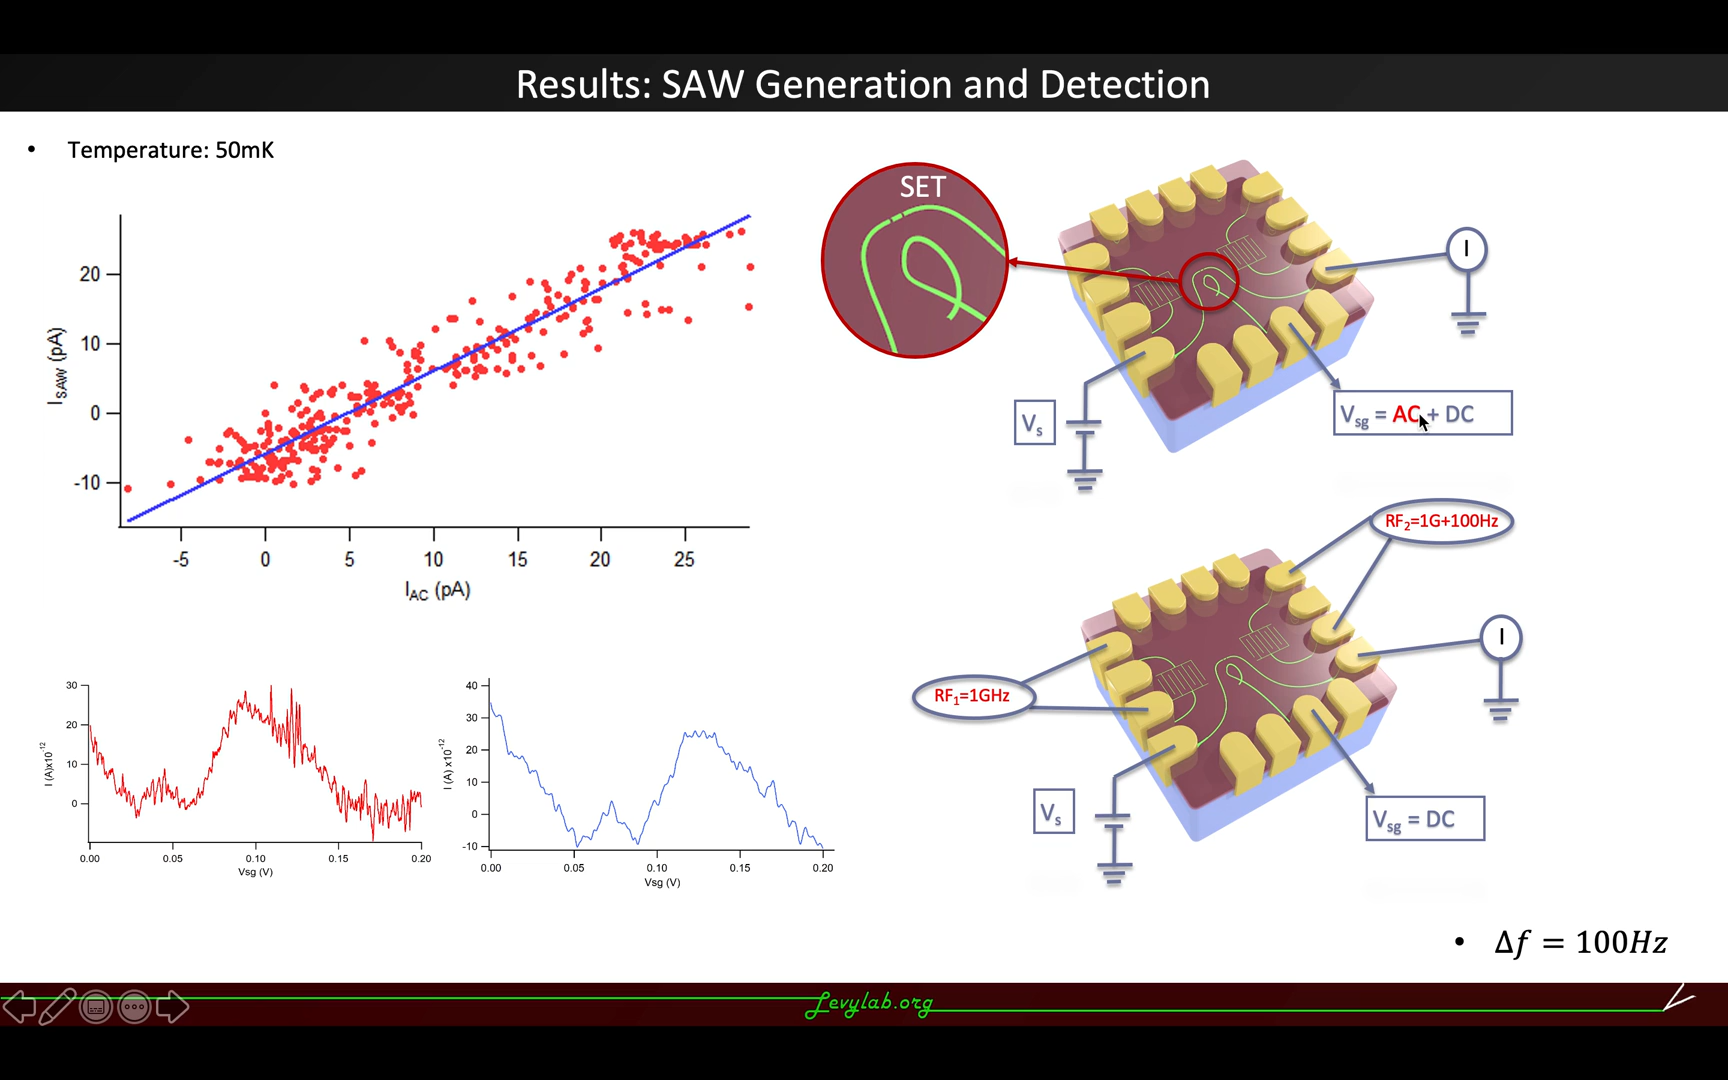 Results: SAW Generation and Detection
• Temperature: 50mK
20
10
0
-10
I_SAW (pA)
-5 0 5 10 15 20 25
I_AC (pA)
30
20
10
0
I (A)x10^-12
0.00 0.05 0.10 0.15 0.20
Vsg (V)
40
30
20
10
0
-10
I (A) x10^-12
0.00 0.05 0.10 0.15 0.20
Vsg (V)
SET
I
V_s
V_sg = AC + DC
RF₂=1G+100Hz
RF₁=1GHz
I
V_s
V_sg = DC
• Δf = 100Hz
Levylab.org